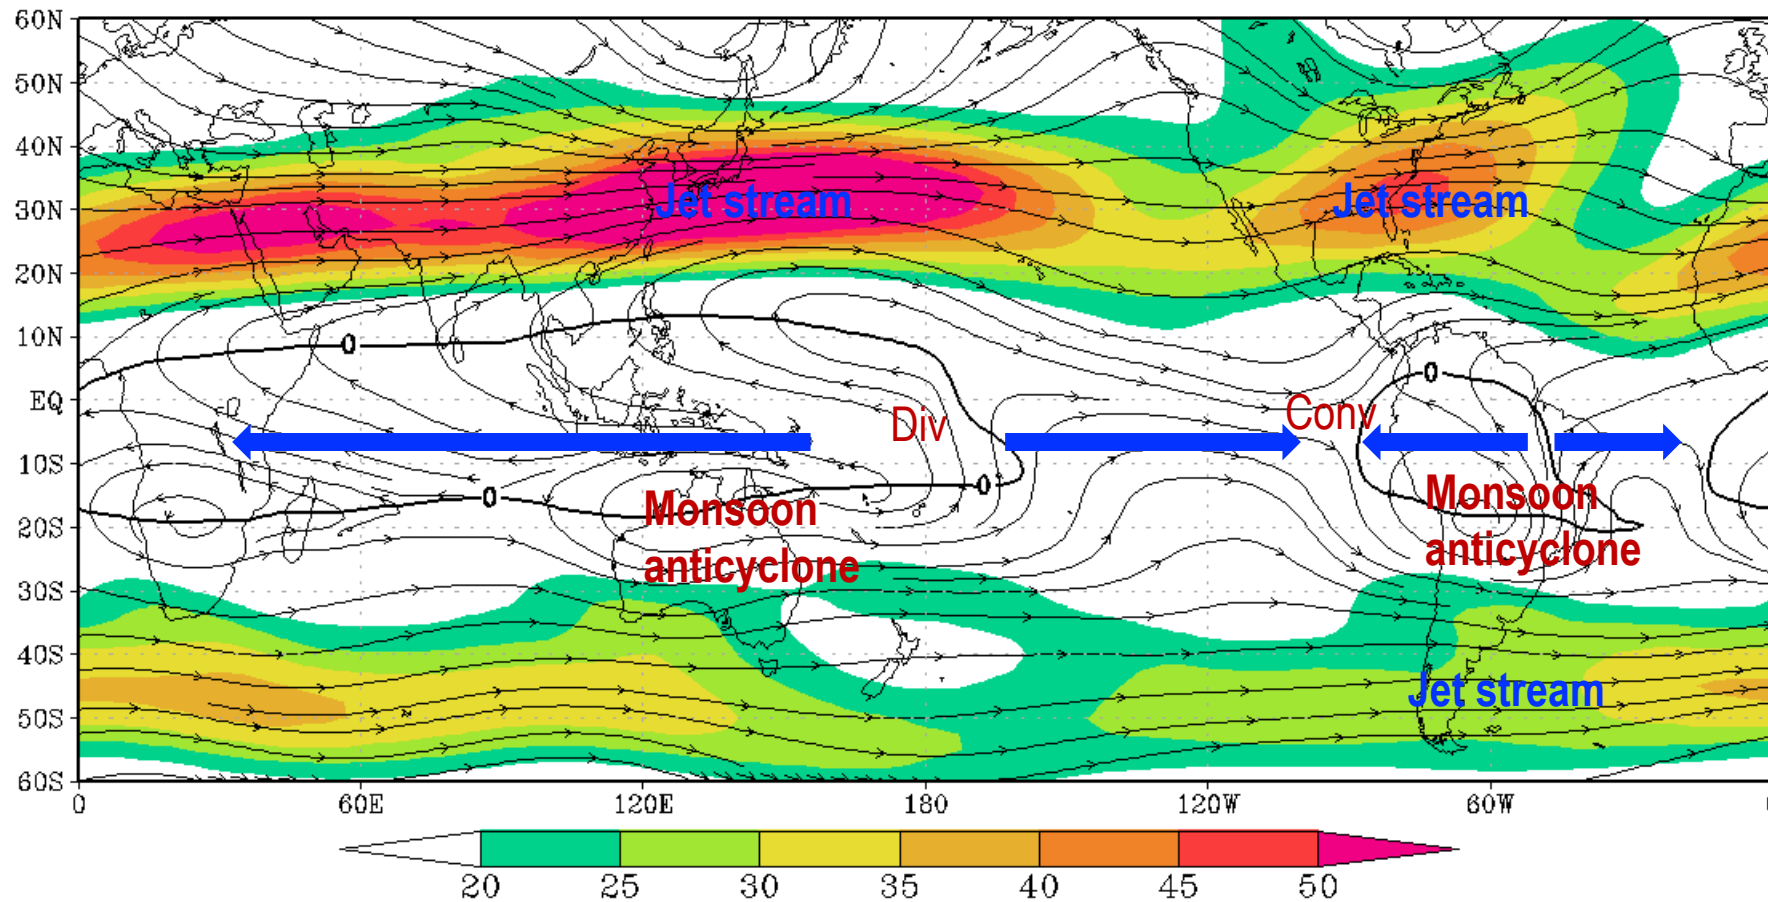 60N
50N
40N
30N
20N
10N
EQ
10S
20S
30S
40S
50S
60S
Jet stream
Jet stream
0
0
Div
Conv
0
0
Monsoon
anticyclone
Monsoon
anticyclone
Jet stream
0
60E
120E
180
120W
60W
20
25
30
35
40
45
50